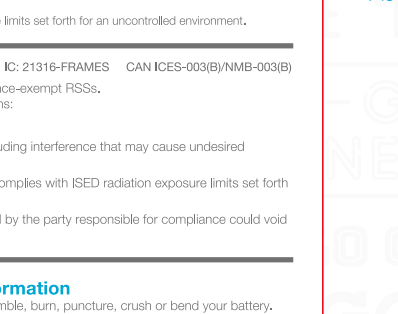 limits set forth for an uncontrolled environment.
IC: 21316-FRAMES CAN ICES-003(B)/NMB-003(B)
nce-exempt RSSs.
ns:
uding interference that may cause undesired
omplies with ISED radiation exposure limits set forth
by the party responsible for compliance could void
ormation
mble, burn, puncture, crush or bend your battery.